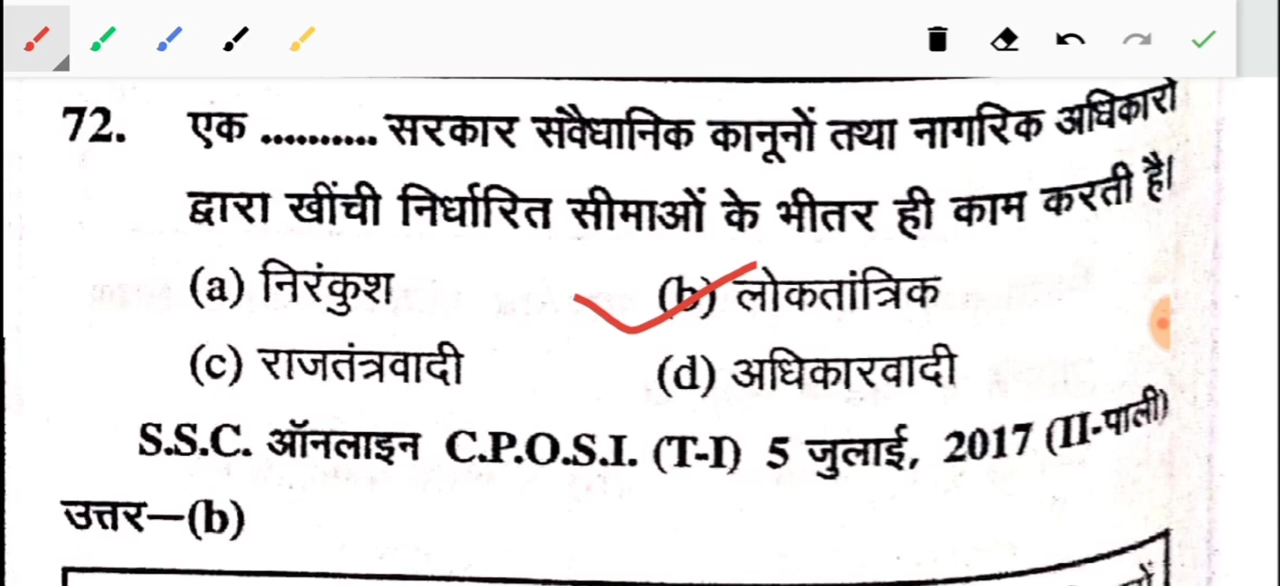 72. एक .......... सरकार संवैधानिक कानूनों तथा नागरिक अधिकारों
द्वारा खींची निर्धारित सीमाओं के भीतर ही काम करती है।
(a) निरंकुश (b) लोकतांत्रिक
(c) राजतंत्रवादी (d) अधिकारवादी
S.S.C. ऑनलाइन C.P.O.S.I. (T-I) 5 जुलाई, 2017 (II-पाली)
उत्तर—(b)